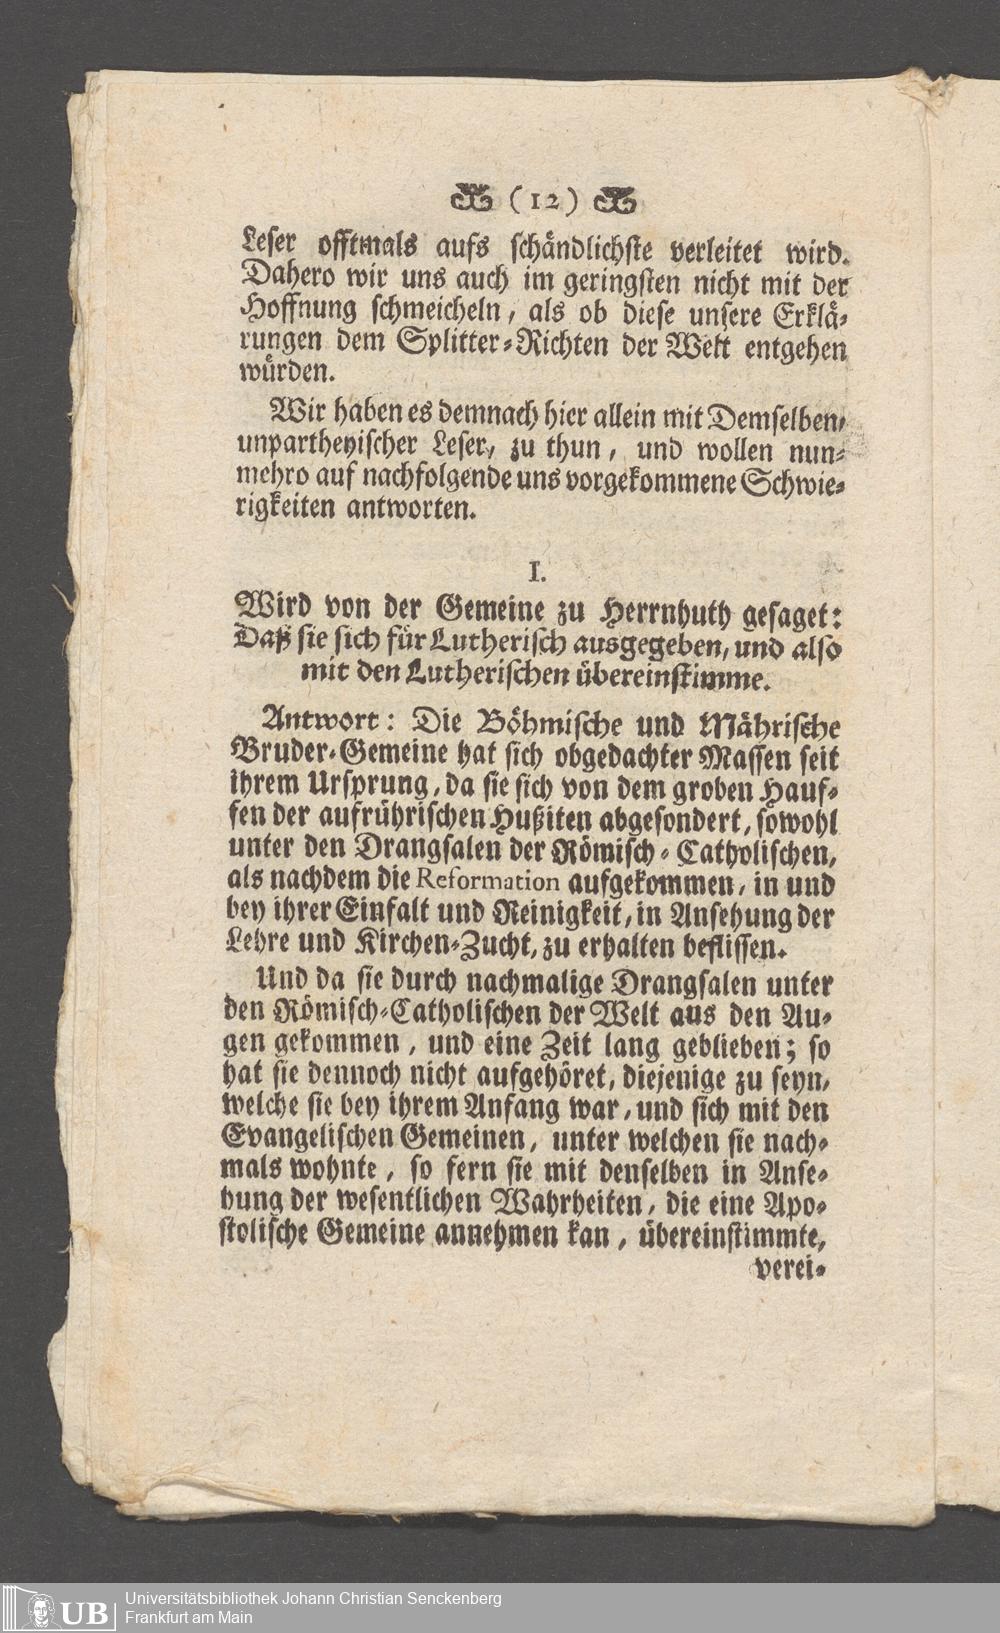 (12)
Leser offtmals aufs schändlichste verleitet wird.
Dahero wir uns auch im geringsten nicht mit der
Hoffnung schmeicheln, als ob diese unsere Erklä-
rungen dem Splitter-Richten der Welt entgehen
würden.
Wir haben es demnach hier allein mit Demselben,
unpartheyischer Leser, zu thun, und wollen nun-
mehro auf nachfolgende uns vorgekommene Schwie-
rigkeiten antworten.
I.
Wird von der Gemeine zu Herrnhuth gesaget:
Daß sie sich für Lutherisch ausgegeben, und also
mit den Lutherischen übereinstimme.
Antwort: Die Böhmische und Mährische
Bruder-Gemeine hat sich obgedachter Massen seit
ihrem Ursprung, da sie sich von dem groben Hauf-
fen der aufrührischen Hußiten abgesondert, sowohl
unter den Drangsalen der Römisch-Catholischen,
als nachdem die Reformation aufgekommen, in und
bey ihrer Einfalt und Reinigkeit, in Ansehung der
Lehre und Kirchen-Zucht, zu erhalten beflissen.
Und da sie durch nachmalige Drangsalen unter
den Römisch-Catholischen der Welt aus den Au-
gen gekommen, und eine Zeit lang geblieben; so
hat sie dennoch nicht aufgehöret, diejenige zu seyn,
welche sie bey ihrem Anfang war, und sich mit den
Evangelischen Gemeinen, unter welchen sie nach-
mals wohnte, so fern sie mit denselben in Anse-
hung der wesentlichen Wahrheiten, die eine Apo-
stolische Gemeine annehmen kan, übereinstimmte,
verei-
UB Universitätsbibliothek Johann Christian Senckenberg
Frankfurt am Main